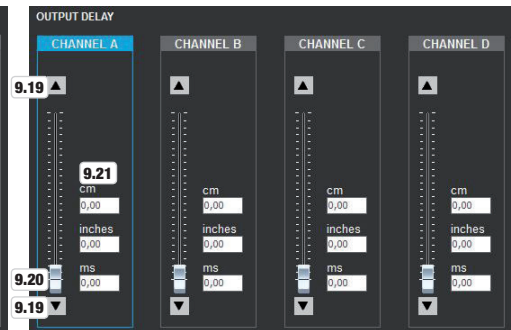 OUTPUT DELAY
CHANNEL A CHANNEL B CHANNEL C CHANNEL D
9.19
9.21
cm cm cm cm
0,00 0,00 0,00 0,00
inches inches inches inches
0,00 0,00 0,00 0,00
ms ms ms ms
9.20 0,00 0,00 0,00 0,00
9.19